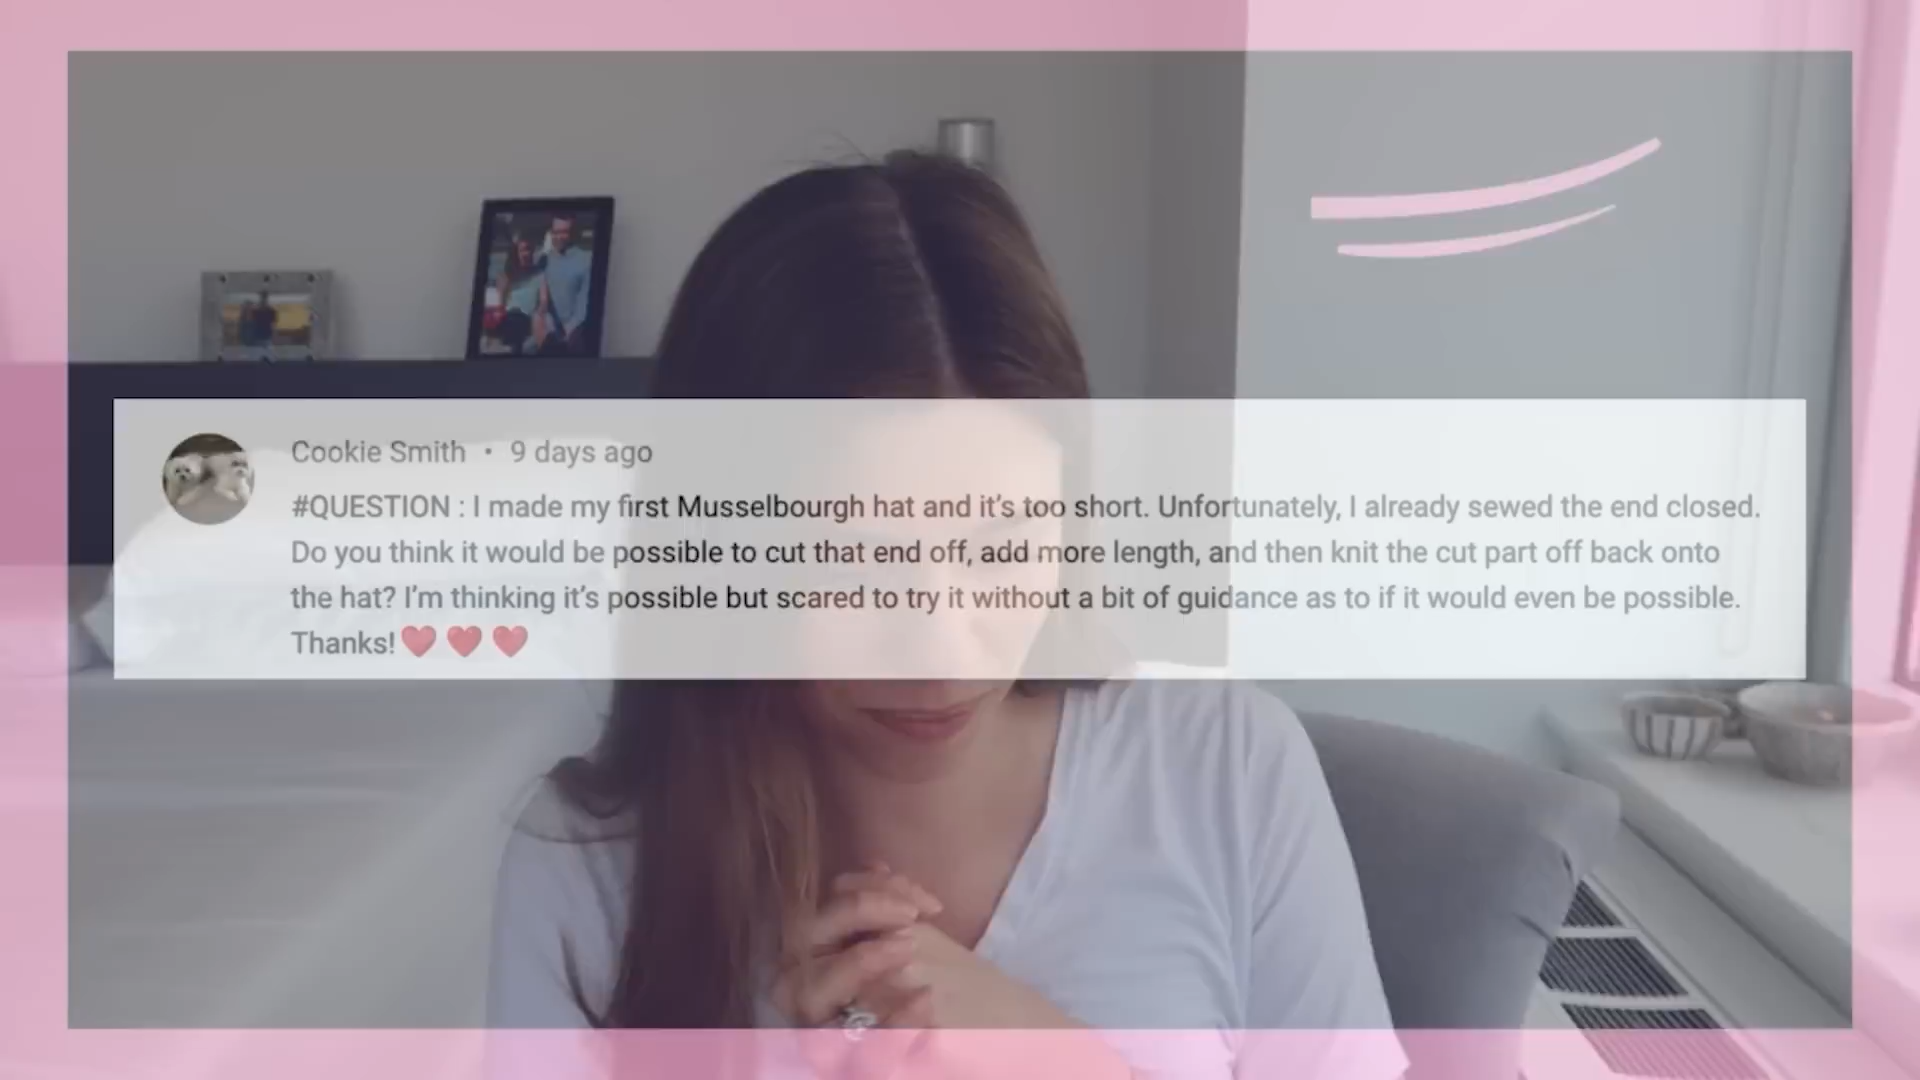 Cookie Smith • 9 days ago
#QUESTION : I made my first Musselbourgh hat and it's too short. Unfortunately, I already sewed the end closed.
Do you think it would be possible to cut that end off, add more length, and then knit the cut part off back onto
the hat? I'm thinking it's possible but scared to try it without a bit of guidance as to if it would even be possible.
Thanses!❤️ ❤️ ❤️